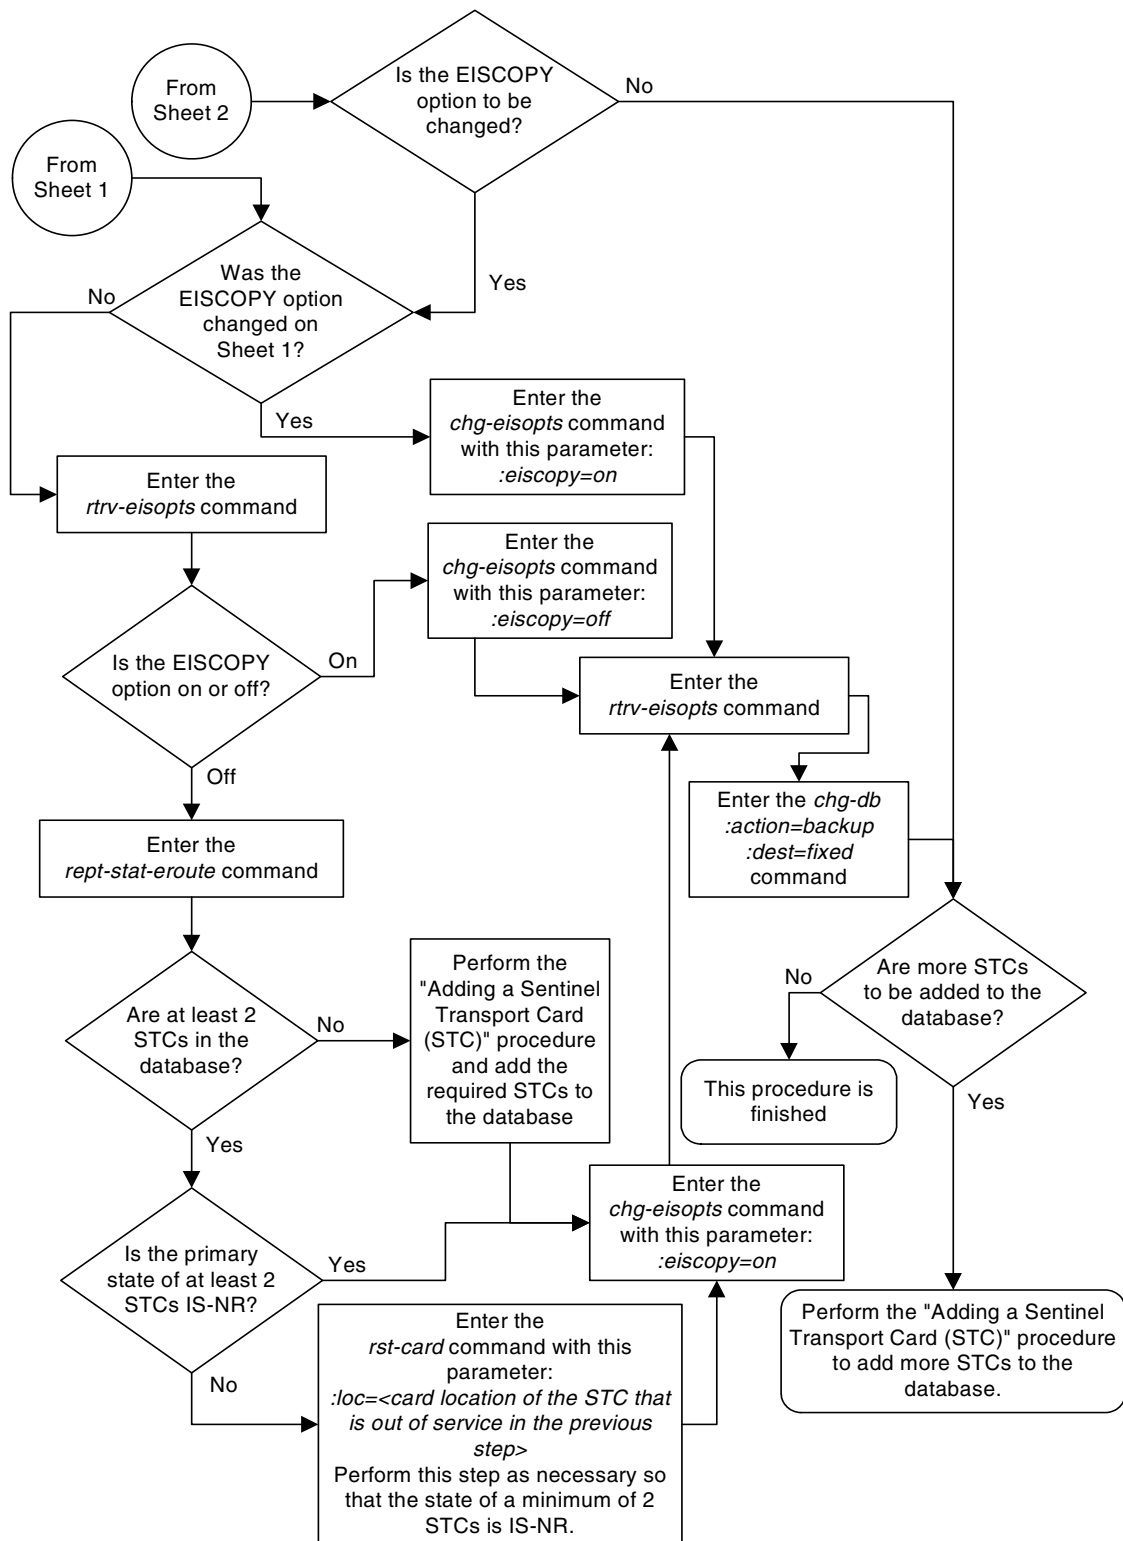 From
Sheet 2
Is the EISCOPY
option to be
changed?
No
From
Sheet 1
Yes
Was the
EISCOPY option
changed on
Sheet 1?
No
Yes
Enter the
chg-eisopts command
with this parameter:
:eiscopy=on
Enter the
rtrv-eisopts command
Enter the
chg-eisopts command
with this parameter:
:eiscopy=off
Is the EISCOPY
option on or off?
On
Off
Enter the
rtrv-eisopts command
Enter the chg-db
:action=backup
:dest=fixed
command
Enter the
rept-stat-eroute command
Are at least 2
STCs in the
database?
No
Yes
Perform the
"Adding a Sentinel
Transport Card
(STC)" procedure
and add the
required STCs to
the database
Are more STCs
to be added to the
database?
No
Yes
This procedure is
finished
Is the primary
state of at least 2
STCs IS-NR?
Yes
No
Enter the
chg-eisopts command
with this parameter:
:eiscopy=on
Perform the "Adding a Sentinel
Transport Card (STC)" procedure
to add more STCs to the
database.
Enter the
rst-card command with this
parameter:
:loc=<card location of the STC that
is out of service in the previous
step>
Perform this step as necessary so
that the state of a minimum of 2
STCs is IS-NR.